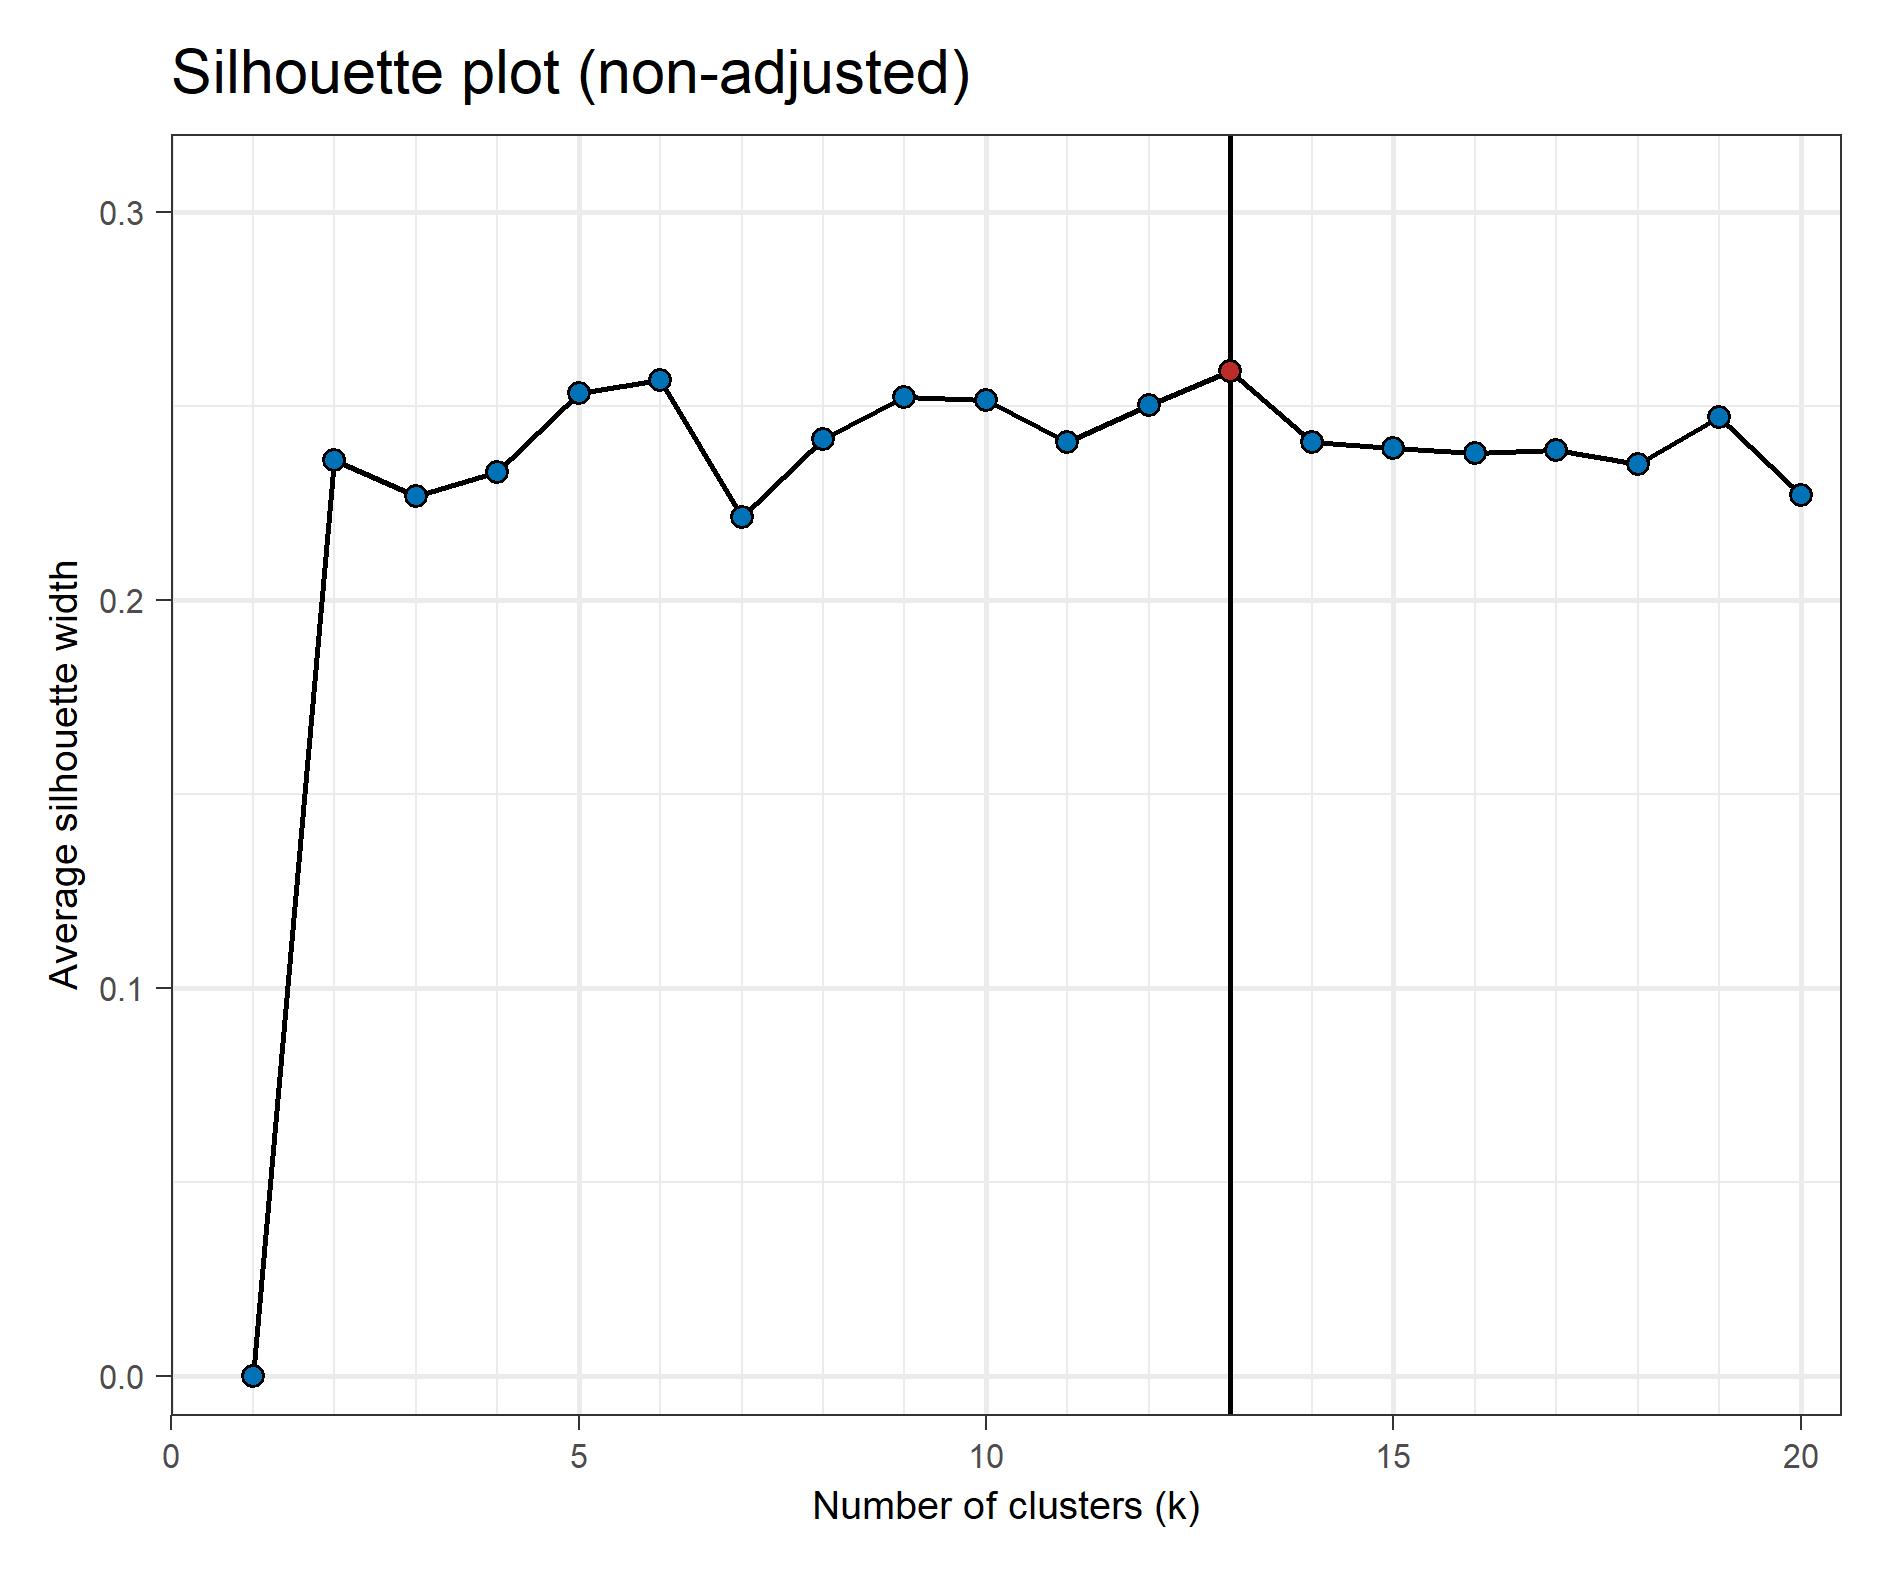 Silhouette plot (non-adjusted)
Average silhouette width
0.3
0.2
0.1
0.0
0 5 10 15 20
Number of clusters (k)